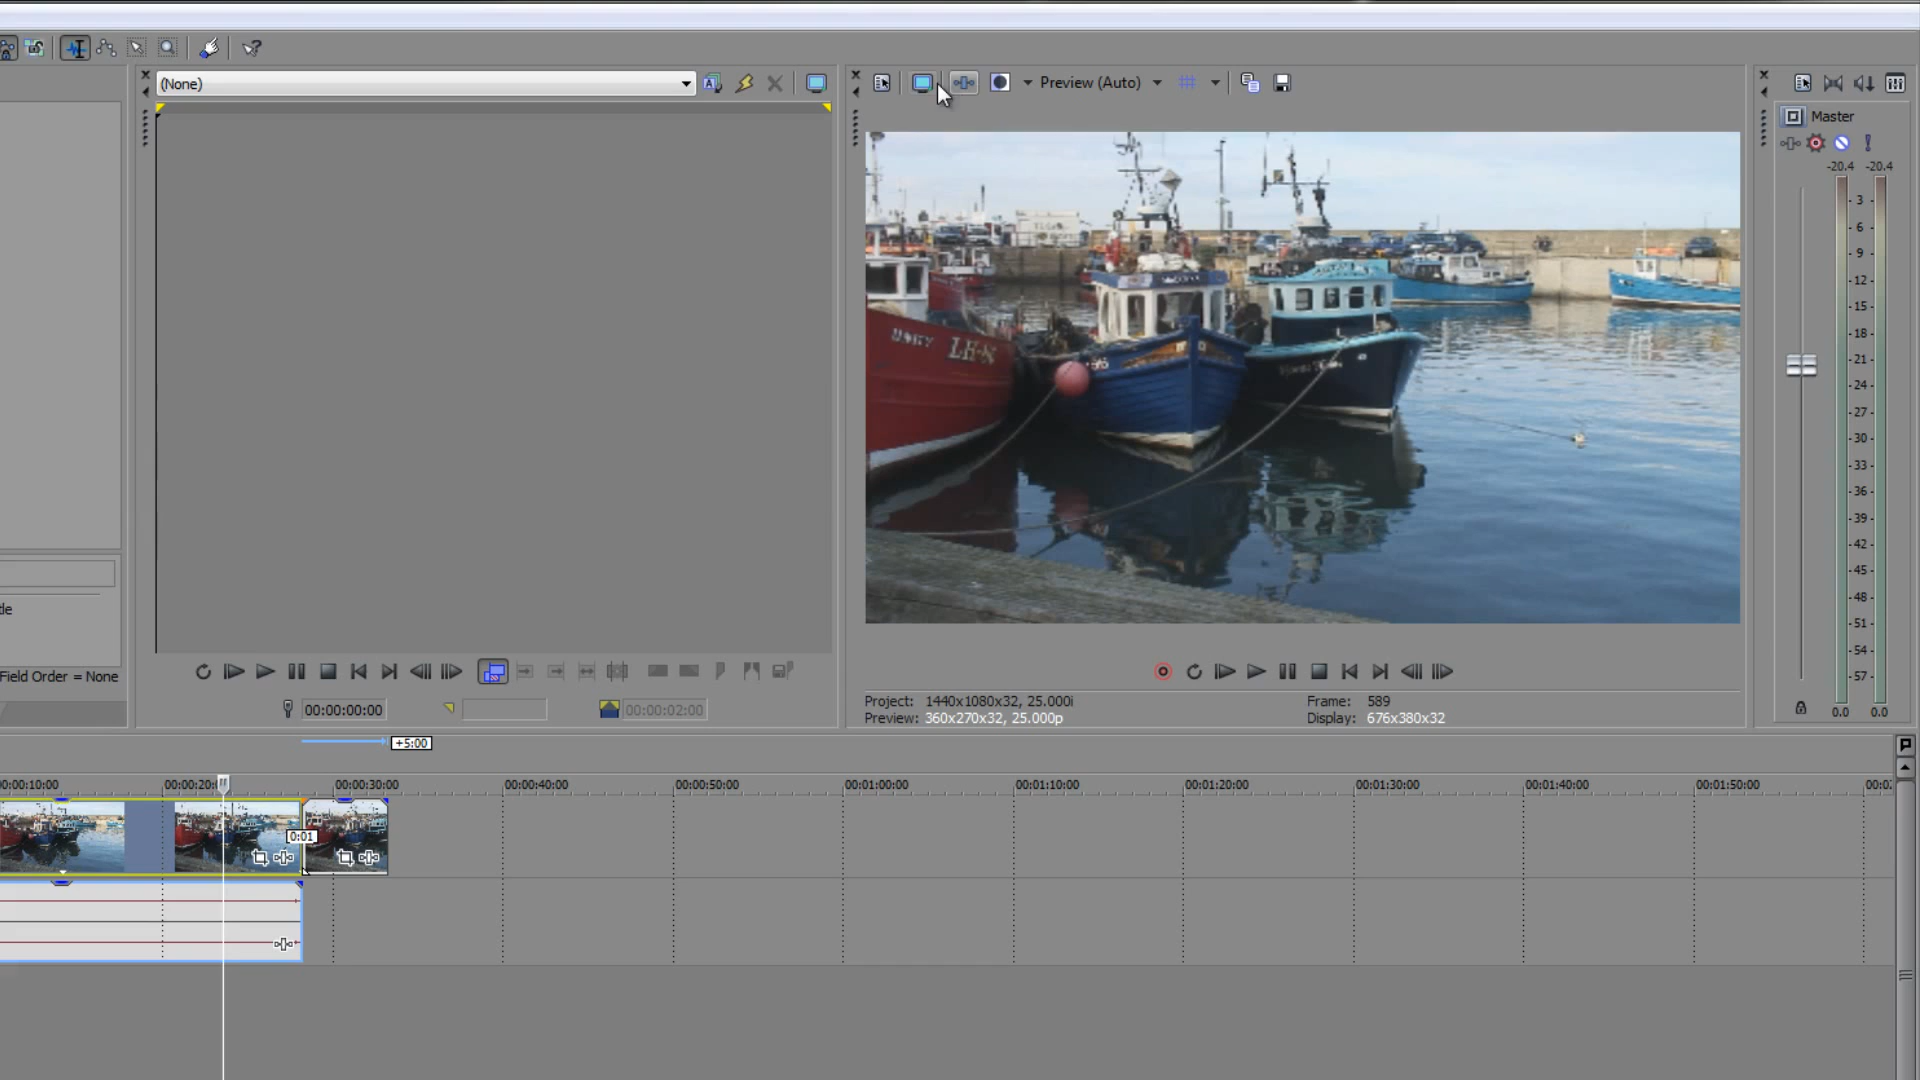 (None)
Preview (Auto)
Master
-20.4 -20.4
3
6
9
12
15
18
21
24
27
30
33
36
39
42
45
48
51
54
57
0.0 0.0
LH
de
Field Order = None
00:00:00:00
00:00:02:00
Project: 1440x1080x32, 25.000i
Preview: 360x270x32, 25.000p
Frame: 589
Display: 676x380x32
+5:00
00:00:10:00 00:00:20: 00:00:30:00 00:00:40:00 00:00:50:00 00:01:00:00 00:01:10:00 00:01:20:00 00:01:30:00 00:01:40:00 00:01:50:00 00:0
0:01